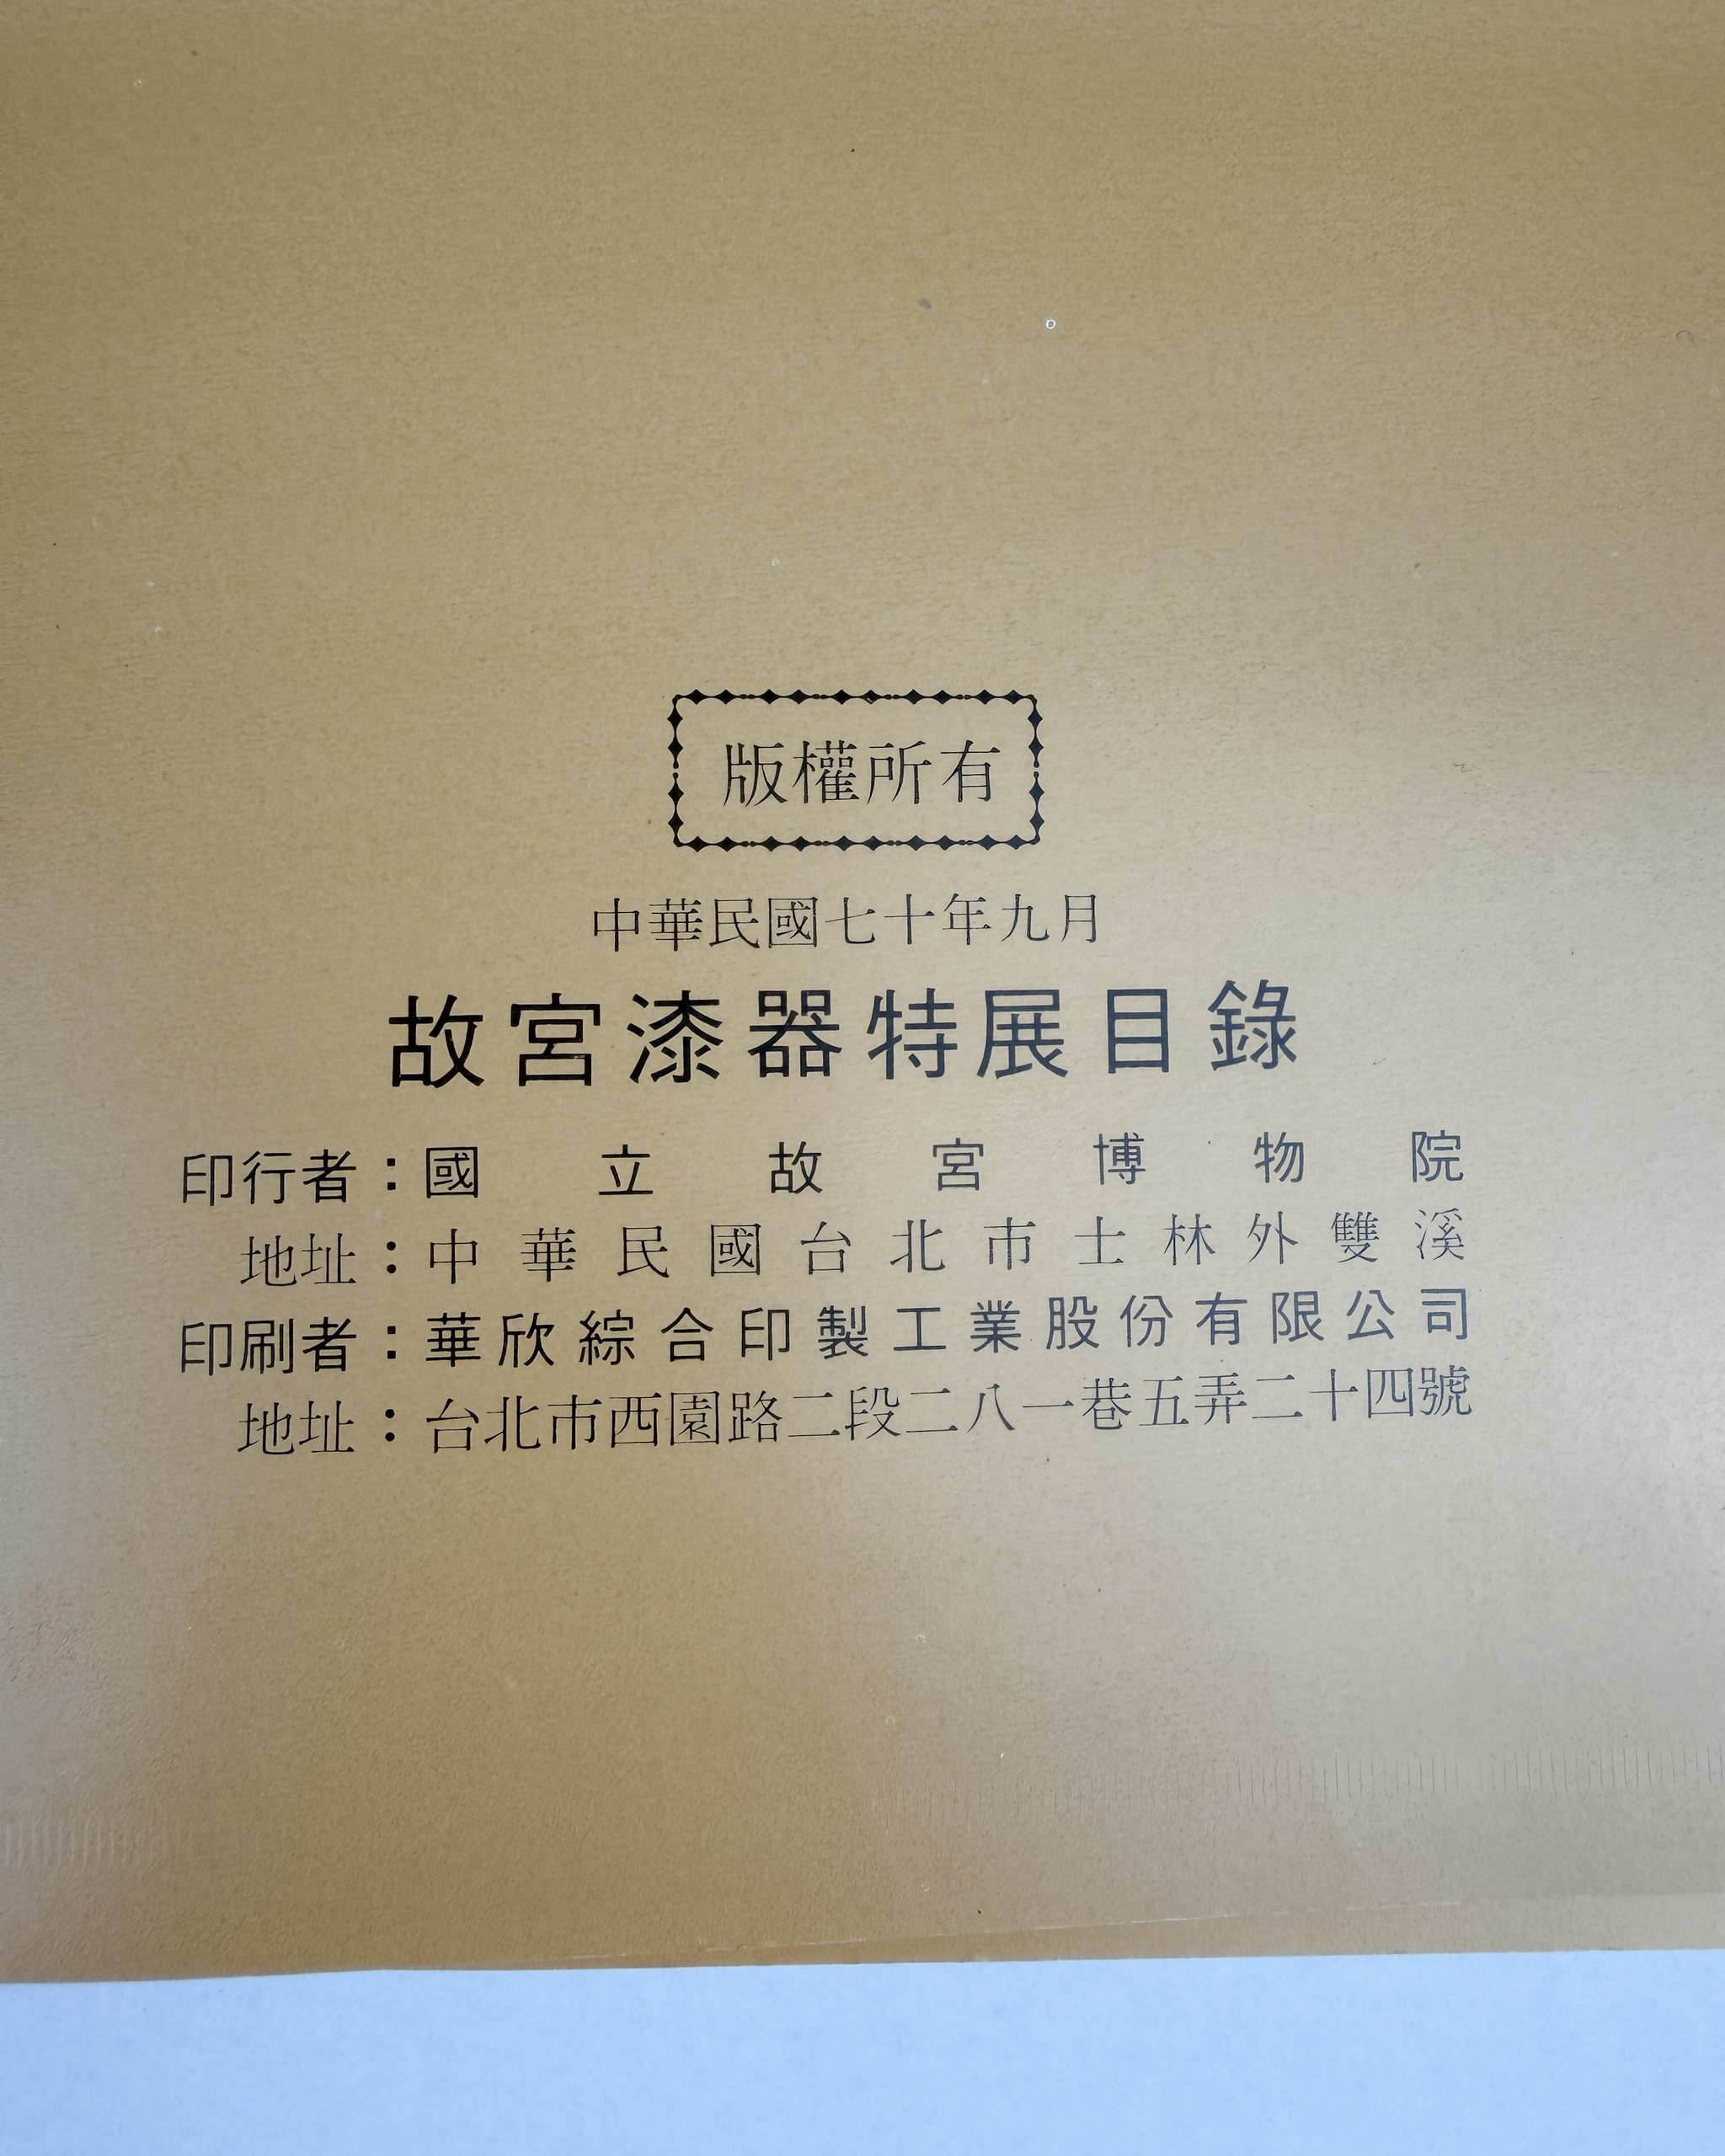 版權所有
中華民國七十年九月
故宮漆器特展目錄
印行者：國立故宮博物院
地址：中華民國台北市士林外雙溪
印刷者：華欣綜合印製工業股份有限公司
地址：台北市西園路二段二八一巷五弄二十四號